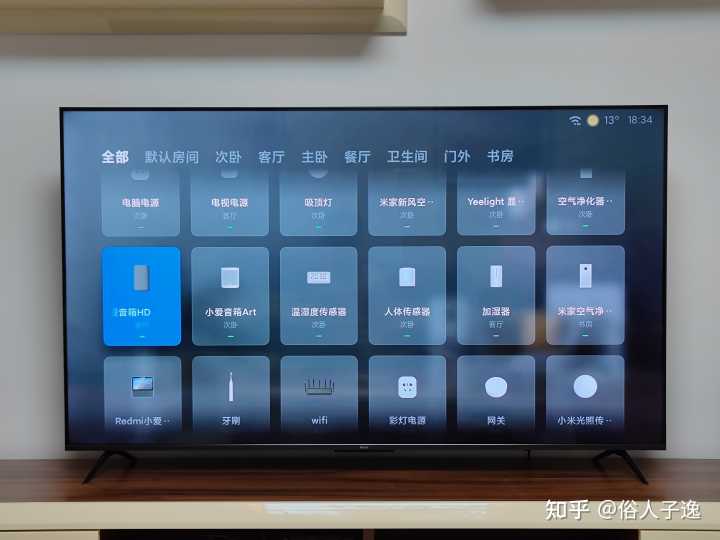 13° 18:34
全部 默认房间 次卧 客厅 主卧 餐厅 卫生间 门外 书房
电脑电源 电视电源 吸顶灯 米家新风空·· Yeelight 显·· 空气净化器··
次卧 客厅 次卧 次卧 次卧 次卧
音箱HD 小爱音箱Art 温湿度传感器 人体传感器 加湿器 米家空气净··
次卧 次卧 次卧 客厅 书房
Redmi小爱·· 牙刷 wifi 彩灯电源 网关 小米光照传··
知乎 @俗人子逸